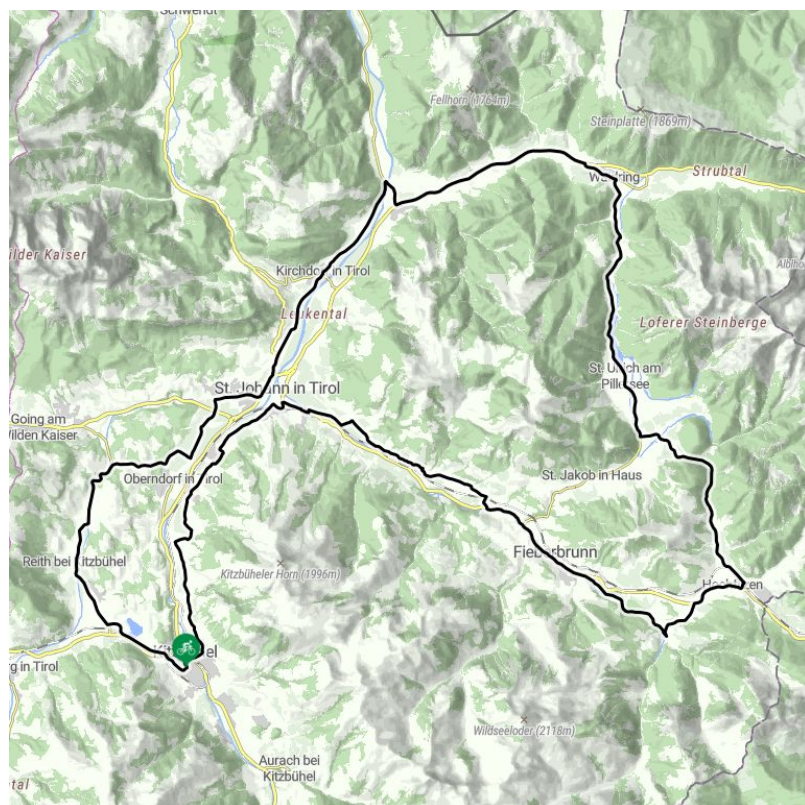 Schwendt
Fellhorn (1764m)
Steinplatte (1869m)
Strubtal
Kirchdorf in Tirol
Leukental
Loferer Steinberge
St. Ulrich am
Pillersee
St. Johann in Tirol
Going am
Wilden Kaiser
Oberndorf in Tirol
St. Jakob in Haus
Reith bei Kitzbühel
Kitzbüheler Horn (1996m)
Fieberbrunn
Wildseeloder (2118m)
Aurach bei
Kitzbühel